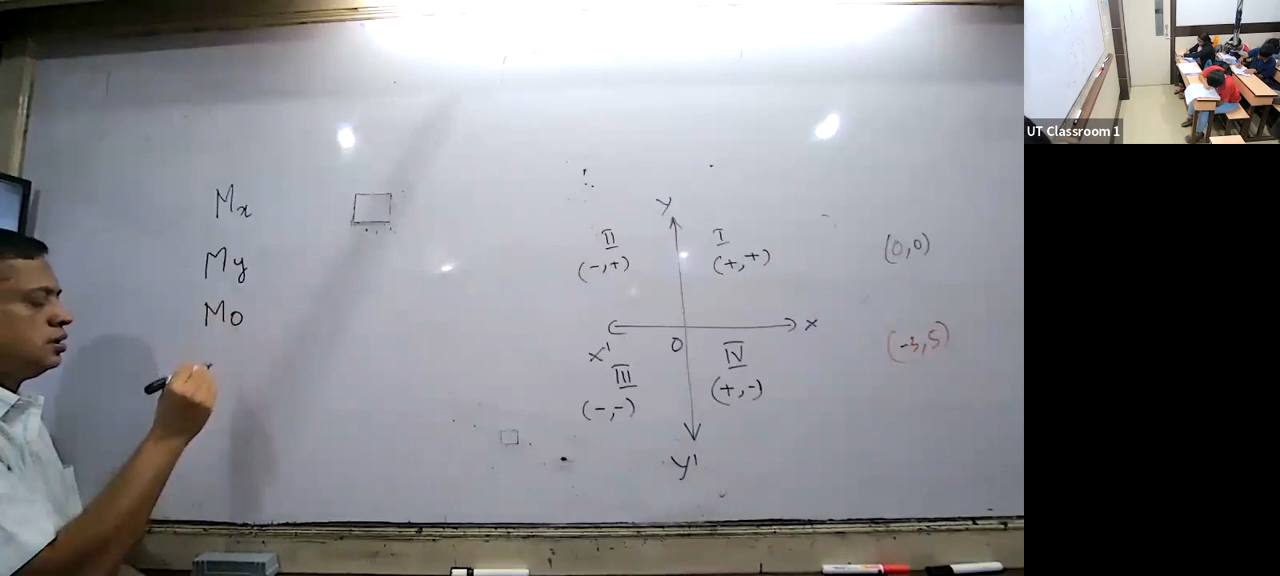 Mx
My
Mo
Y
II
(-,+)
I
(+,+)
X
O
X'
III
(-,-)
IV
(+,-)
Y'
(0,0)
(-3,5)
UT Classroom 1